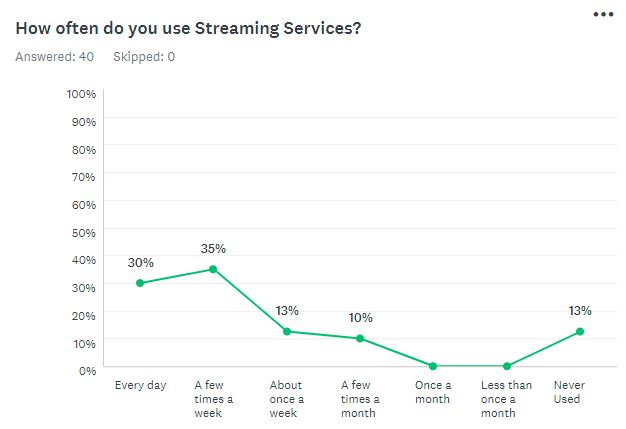 How often do you use Streaming Services?
Answered: 40 Skipped: 0
100%
90%
80%
70%
60%
50%
40%
30%
20%
10%
0%
30%
35%
13%
10%
13%
Every day
A few
times a
week
About
once a
week
A few
times a
month
Once a
month
Less than
once a
month
Never
Used